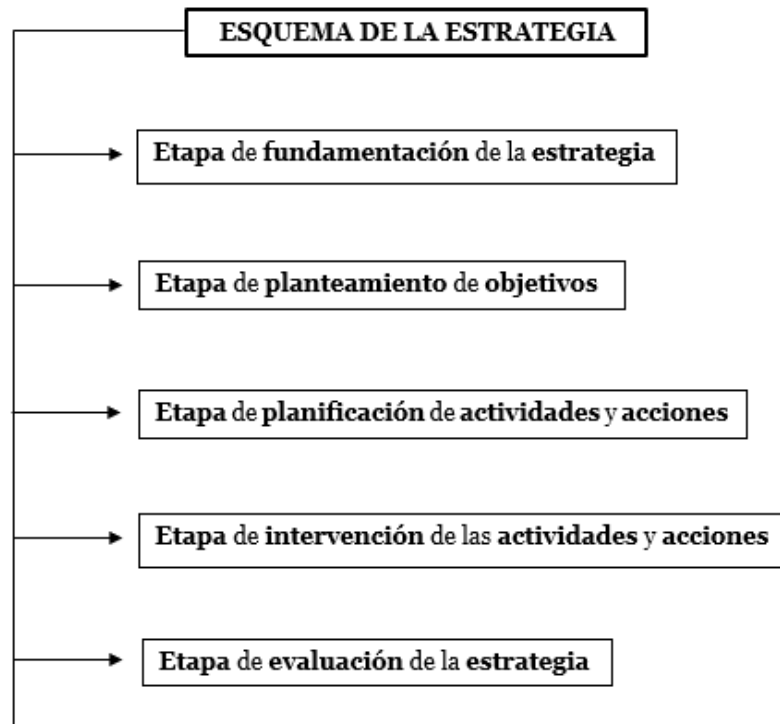 ESQUEMA DE LA ESTRATEGIA
Etapa de fundamentación de la estrategia
Etapa de planteamiento de objetivos
Etapa de planificación de actividades y acciones
Etapa de intervención de las actividades y acciones
Etapa de evaluación de la estrategia